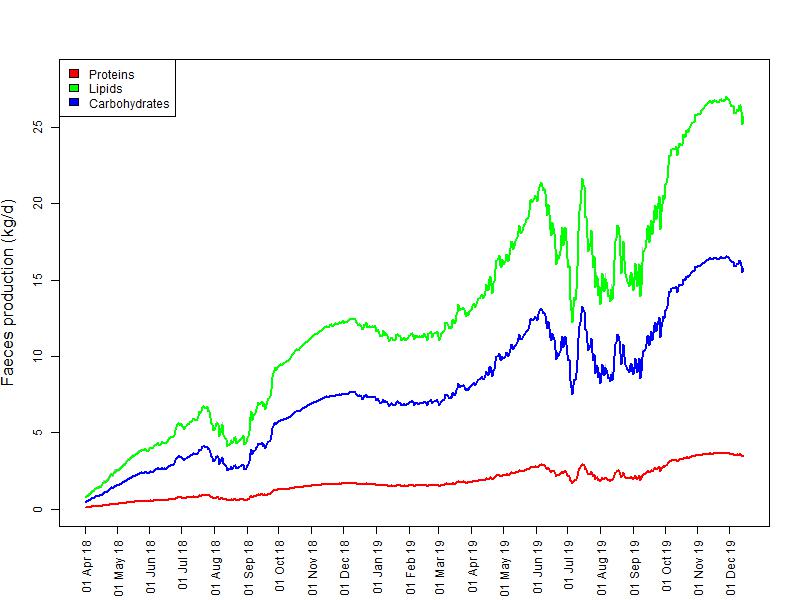 Proteins
Lipids
Carbohydrates
Faeces production (kg/d)
25
20
15
10
5
0
01 Apr 18
01 May 18
01 Jun 18
01 Jul 18
01 Aug 18
01 Sep 18
01 Oct 18
01 Nov 18
01 Dec 18
01 Jan 19
01 Feb 19
01 Mar 19
01 Apr 19
01 May 19
01 Jun 19
01 Jul 19
01 Aug 19
01 Sep 19
01 Oct 19
01 Nov 19
01 Dec 19